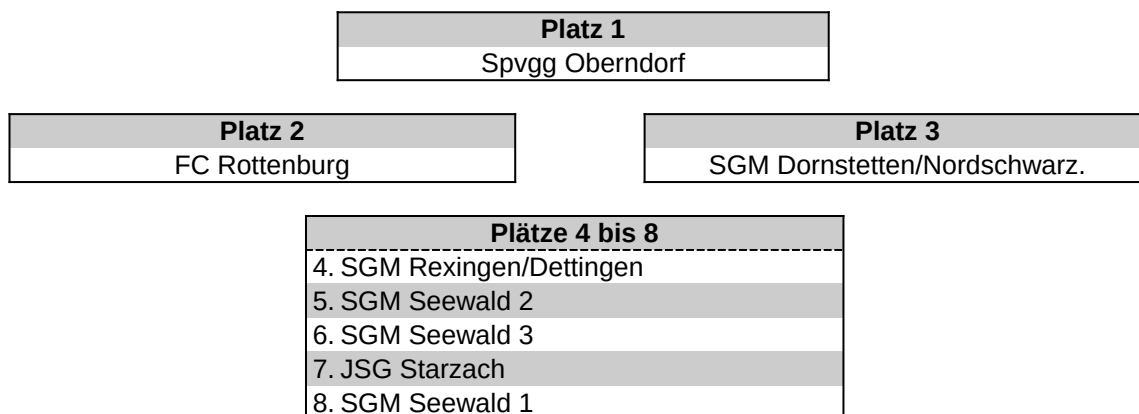 Platz 1
Spvgg Oberndorf
Platz 2
FC Rottenburg
Platz 3
SGM Dornstetten/Nordschwarz.
Plätze 4 bis 8
4. SGM Rexingen/Dettingen
5. SGM Seewald 2
6. SGM Seewald 3
7. JSG Starzach
8. SGM Seewald 1